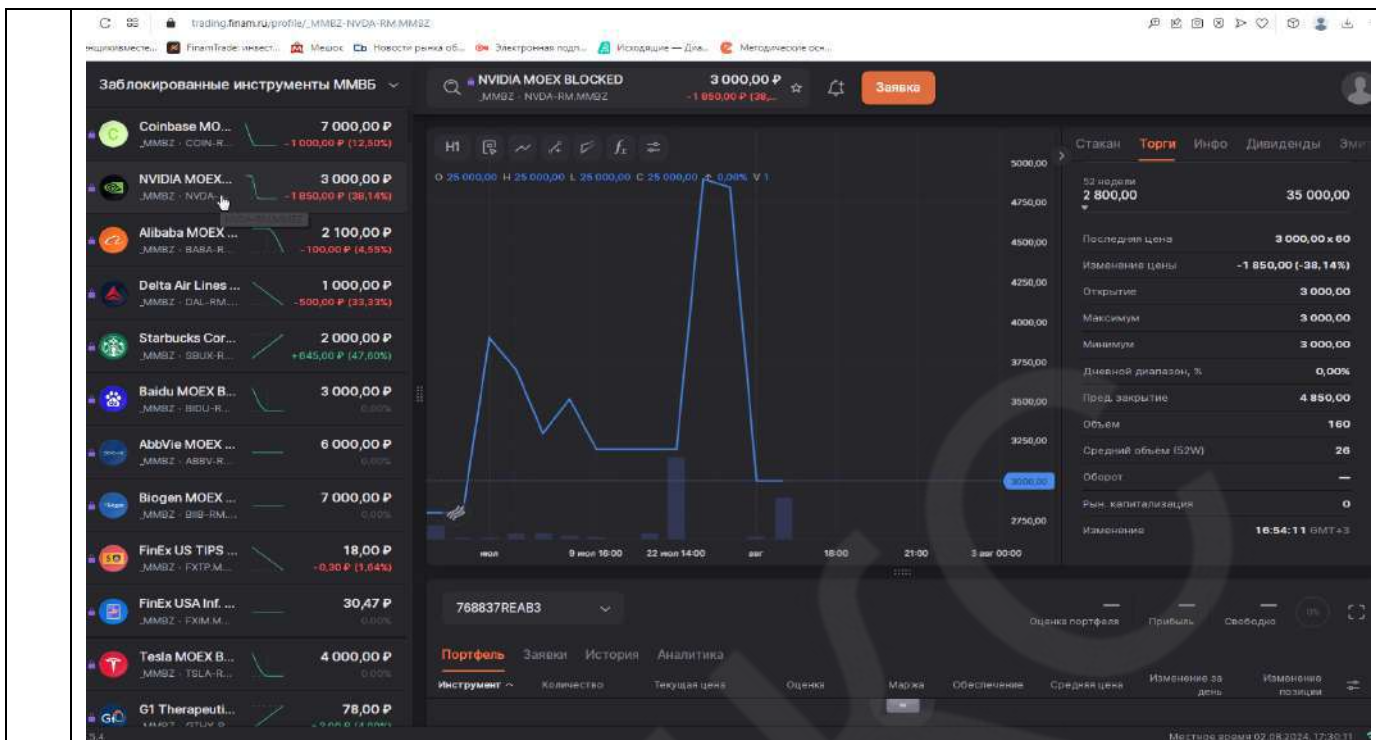 trading.finam.ru/profile/_MMBZ-NVDA-RM.MMBZ
FinamTrade: инвест...
Мешок
Новости рынка об...
Электронная подп...
Исходящие — Диа...
Методические осн...
Заблокированные инструменты ММВБ
NVIDIA MOEX BLOCKED
3 000,00 ₽
_MMBZ · NVDA-RM.MMBZ
-1 850,00 ₽ (38,...
Заявка
Coinbase MO...
7 000,00 ₽
_MMBZ · COIN-R...
-1 000,00 ₽ (12,50%)
NVIDIA MOEX...
3 000,00 ₽
_MMBZ · NVDA-
-1 850,00 ₽ (38,14%)
Alibaba MOEX ...
2 100,00 ₽
_MMBZ · BABA-R...
-100,00 ₽ (4,55%)
Delta Air Lines ...
1 000,00 ₽
_MMBZ · DAL-RM....
-500,00 ₽ (33,33%)
Starbucks Cor...
2 000,00 ₽
_MMBZ · SBUX-R...
+645,00 ₽ (47,60%)
Baidu MOEX B...
3 000,00 ₽
_MMBZ · BIDU-R...
0,00%
AbbVie MOEX ...
6 000,00 ₽
_MMBZ · ABBV-R...
0,00%
Biogen MOEX ...
7 000,00 ₽
_MMBZ · BIIB-RM....
0,00%
FinEx US TIPS ...
18,00 ₽
_MMBZ · FXTP.M...
-0,30 ₽ (1,64%)
FinEx USA Inf. ...
30,47 ₽
_MMBZ · FXIM.M...
0,00%
Tesla MOEX B...
4 000,00 ₽
_MMBZ · TSLA-R...
0,00%
G1 Therapeuti...
78,00 ₽
H1
O 25 000,00 H 25 000,00 L 25 000,00 C 25 000,00 0,00% V 1
5000,00
4750,00
4500,00
4250,00
4000,00
3750,00
3500,00
3250,00
3000,00
2750,00
июл
9 июл 16:00
22 июл 14:00
авг
18:00
21:00
3 авг 00:00
Стакан Торги Инфо Дивиденды Эми
52 недели
2 800,00
35 000,00
Последняя цена
3 000,00 x 60
Изменение цены
-1 850,00 (-38,14%)
Открытие
3 000,00
Максимум
3 000,00
Минимум
3 000,00
Дневной диапазон, %
0,00%
Пред. закрытие
4 850,00
Объем
160
Средний объём (52W)
26
Оборот
—
Рын. капитализация
0
Изменение
16:54:11 GMT+3
768837REAB3
Оценка портфеля
Прибыль
Свободно
0%
Портфель Заявки История Аналитика
Инструмент Количество Текущая цена Оценка Маржа Обеспечение Средняя цена Изменение за день Изменение позиции
5.4
Местное время 02.08.2024, 17:30:11